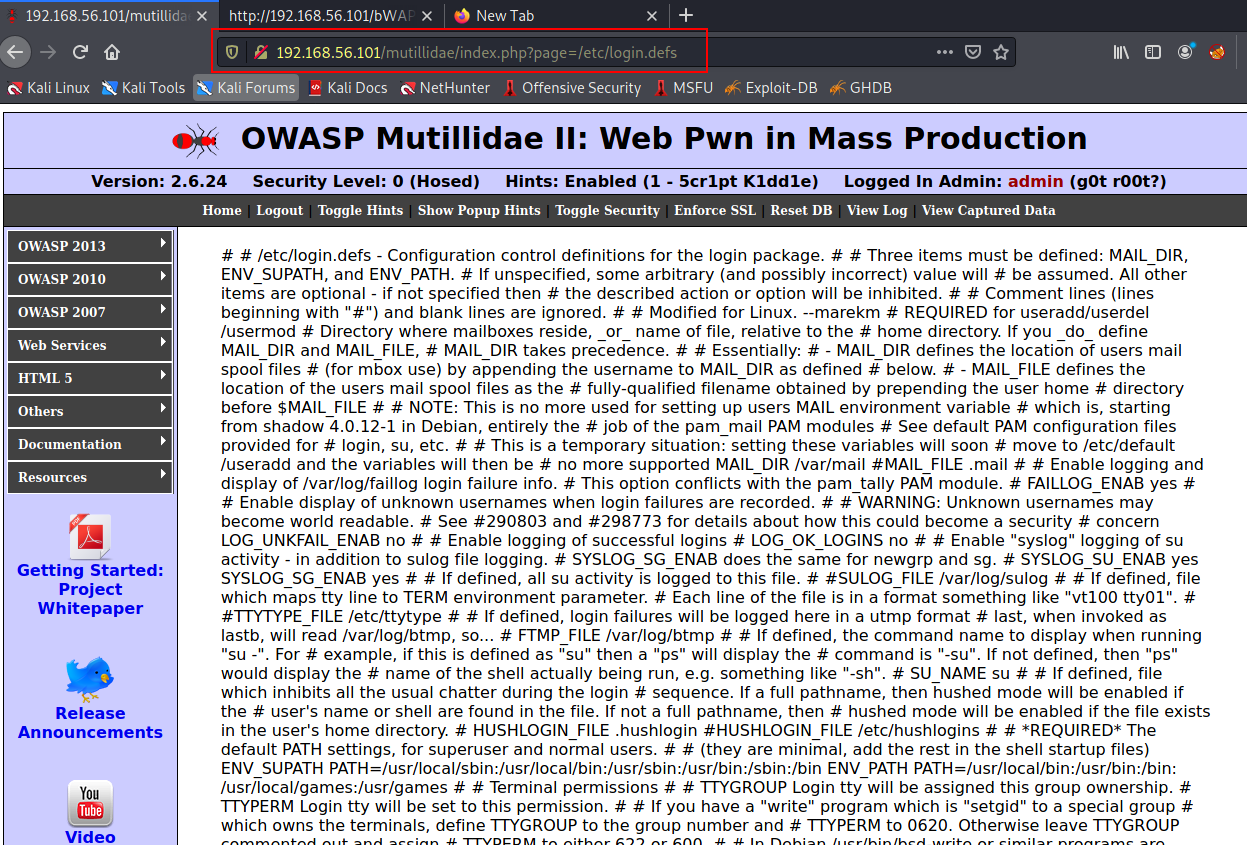 192.168.56.101/mutillidae
http://192.168.56.101/bWAP
New Tab
192.168.56.101/mutillidae/index.php?page=/etc/login.defs
Kali Linux
Kali Tools
Kali Forums
Kali Docs
NetHunter
Offensive Security
MSFU
Exploit-DB
GHDB
OWASP Mutillidae II: Web Pwn in Mass Production
Version: 2.6.24 Security Level: 0 (Hosed) Hints: Enabled (1 - 5cr1pt K1dd1e) Logged In Admin: admin (g0t r00t?)
Home | Logout | Toggle Hints | Show Popup Hints | Toggle Security | Enforce SSL | Reset DB | View Log | View Captured Data
OWASP 2013
OWASP 2010
OWASP 2007
Web Services
HTML 5
Others
Documentation
Resources
Getting Started:
Project
Whitepaper
Release
Announcements
You
Tube
Video
# # /etc/login.defs - Configuration control definitions for the login package. # # Three items must be defined: MAIL_DIR,
ENV_SUPATH, and ENV_PATH. # If unspecified, some arbitrary (and possibly incorrect) value will # be assumed. All other
items are optional - if not specified then # the described action or option will be inhibited. # # Comment lines (lines
beginning with "#") and blank lines are ignored. # # Modified for Linux. --marekm # REQUIRED for useradd/userdel
/usermod # Directory where mailboxes reside, _or_ name of file, relative to the # home directory. If you _do_ define
MAIL_DIR and MAIL_FILE, # MAIL_DIR takes precedence. # # Essentially: # - MAIL_DIR defines the location of users mail
spool files # (for mbox use) by appending the username to MAIL_DIR as defined # below. # - MAIL_FILE defines the
location of the users mail spool files as the # fully-qualified filename obtained by prepending the user home # directory
before $MAIL_FILE # # NOTE: This is no more used for setting up users MAIL environment variable # which is, starting
from shadow 4.0.12-1 in Debian, entirely the # job of the pam_mail PAM modules # See default PAM configuration files
provided for # login, su, etc. # # This is a temporary situation: setting these variables will soon # move to /etc/default
/useradd and the variables will then be # no more supported MAIL_DIR /var/mail #MAIL_FILE .mail # # Enable logging and
display of /var/log/faillog login failure info. # This option conflicts with the pam_tally PAM module. # FAILLOG_ENAB yes #
# Enable display of unknown usernames when login failures are recorded. # # WARNING: Unknown usernames may
become world readable. # See #290803 and #298773 for details about how this could become a security # concern
LOG_UNKFAIL_ENAB no # # Enable logging of successful logins # LOG_OK_LOGINS no # # Enable "syslog" logging of su
activity - in addition to sulog file logging. # SYSLOG_SG_ENAB does the same for newgrp and sg. # SYSLOG_SU_ENAB yes
SYSLOG_SG_ENAB yes # # If defined, all su activity is logged to this file. # #SULOG_FILE /var/log/sulog # # If defined, file
which maps tty line to TERM environment parameter. # Each line of the file is in a format something like "vt100 tty01". #
#TTYTYPE_FILE /etc/ttytype # # If defined, login failures will be logged here in a utmp format # last, when invoked as
lastb, will read /var/log/btmp, so... # FTMP_FILE /var/log/btmp # # If defined, the command name to display when running
"su -". For # example, if this is defined as "su" then a "ps" will display the # command is "-su". If not defined, then "ps"
would display the # name of the shell actually being run, e.g. something like "-sh". # SU_NAME su # # If defined, file
which inhibits all the usual chatter during the login # sequence. If a full pathname, then hushed mode will be enabled if
the # user's name or shell are found in the file. If not a full pathname, then # hushed mode will be enabled if the file exists
in the user's home directory. # HUSHLOGIN_FILE .hushlogin #HUSHLOGIN_FILE /etc/hushlogins # # *REQUIRED* The
default PATH settings, for superuser and normal users. # # (they are minimal, add the rest in the shell startup files)
ENV_SUPATH PATH=/usr/local/sbin:/usr/local/bin:/usr/sbin:/usr/bin:/sbin:/bin ENV_PATH PATH=/usr/local/bin:/usr/bin:/bin:
/usr/local/games:/usr/games # # Terminal permissions # # TTYGROUP Login tty will be assigned this group ownership. #
TTYPERM Login tty will be set to this permission. # # If you have a "write" program which is "setgid" to a special group #
which owns the terminals, define TTYGROUP to the group number and # TTYPERM to 0620. Otherwise leave TTYGROUP
commented out and assign # TTYPERM to either 622 or 600. # # In Debian /usr/bin/bsd-write or similar programs are